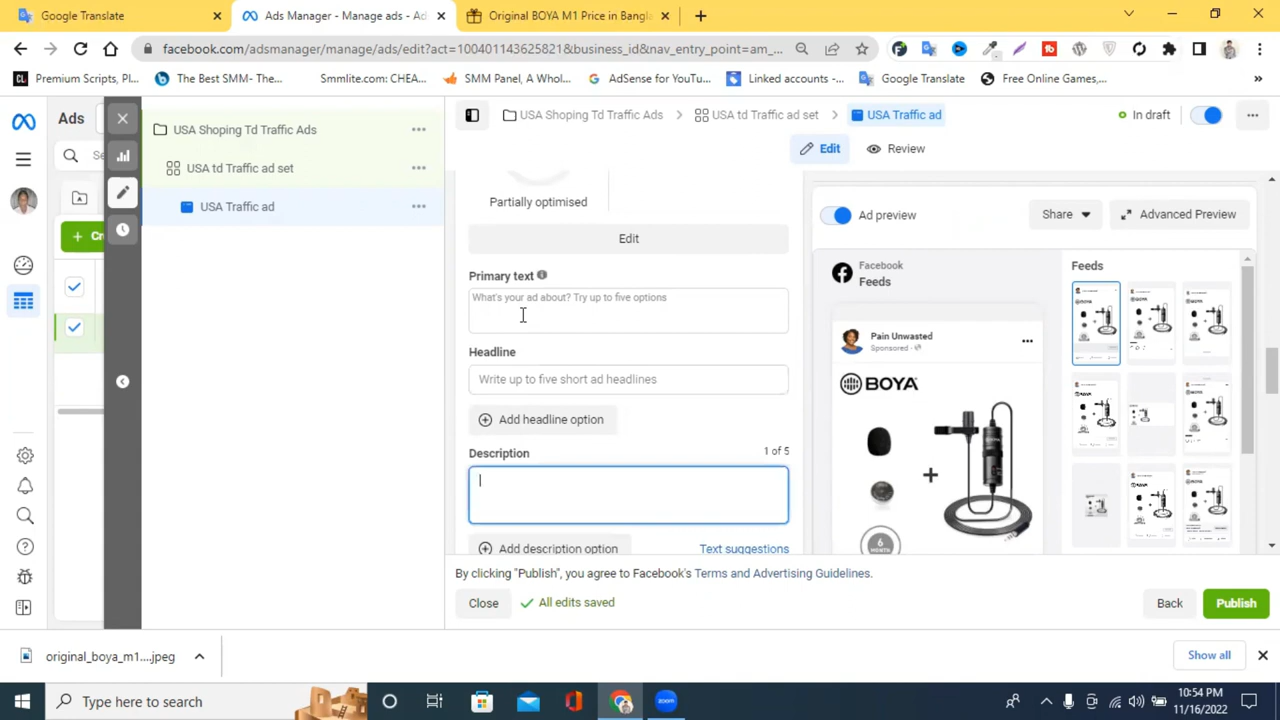 Google Translate
Ads Manager - Manage ads - Ad
Original BOYA M1 Price in Bangla
facebook.com/adsmanager/manage/ads/edit?act=100401143625821&business_id&nav_entry_point=am_...
CL Premium Scripts, Pl...
The Best SMM- The...
Smmlite.com: CHEA...
SMM Panel, A Whol...
AdSense for YouTu...
Linked accounts -...
Google Translate
Free Online Games,...
Ads
USA Shoping Td Traffic Ads
USA td Traffic ad set
USA Traffic ad
USA Shoping Td Traffic Ads
USA td Traffic ad set
USA Traffic ad
In draft
Edit
Review
Partially optimised
Edit
Primary text
What's your ad about? Try up to five options
Headline
Write up to five short ad headlines
Add headline option
Description
1 of 5
Add description option
Text suggestions
Ad preview
Share
Advanced Preview
Facebook
Feeds
Pain Unwasted
Sponsored
BOYA
6
MONTH
Feeds
By clicking "Publish", you agree to Facebook's Terms and Advertising Guidelines.
Close
All edits saved
Back
Publish
original_boya_m1....jpeg
Show all
Type here to search
zoom
10:54 PM
11/16/2022